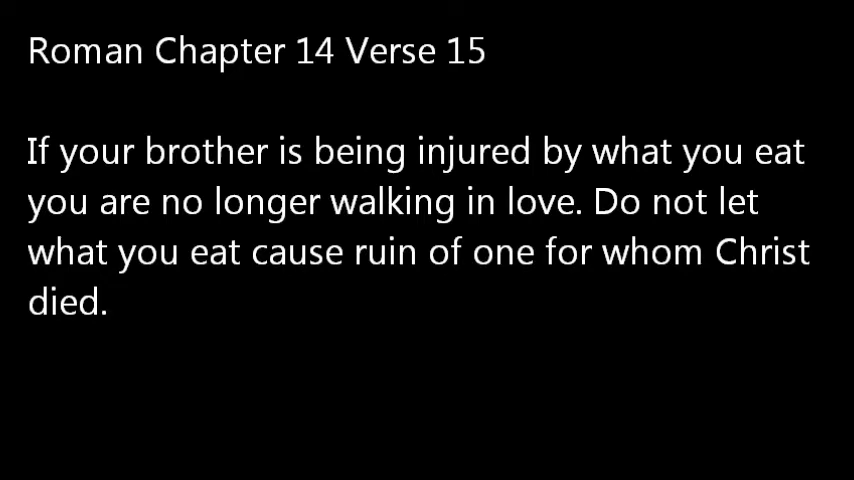 Roman Chapter 14 Verse 15
If your brother is being injured by what you eat
you are no longer walking in love. Do not let
what you eat cause ruin of one for whom Christ
died.